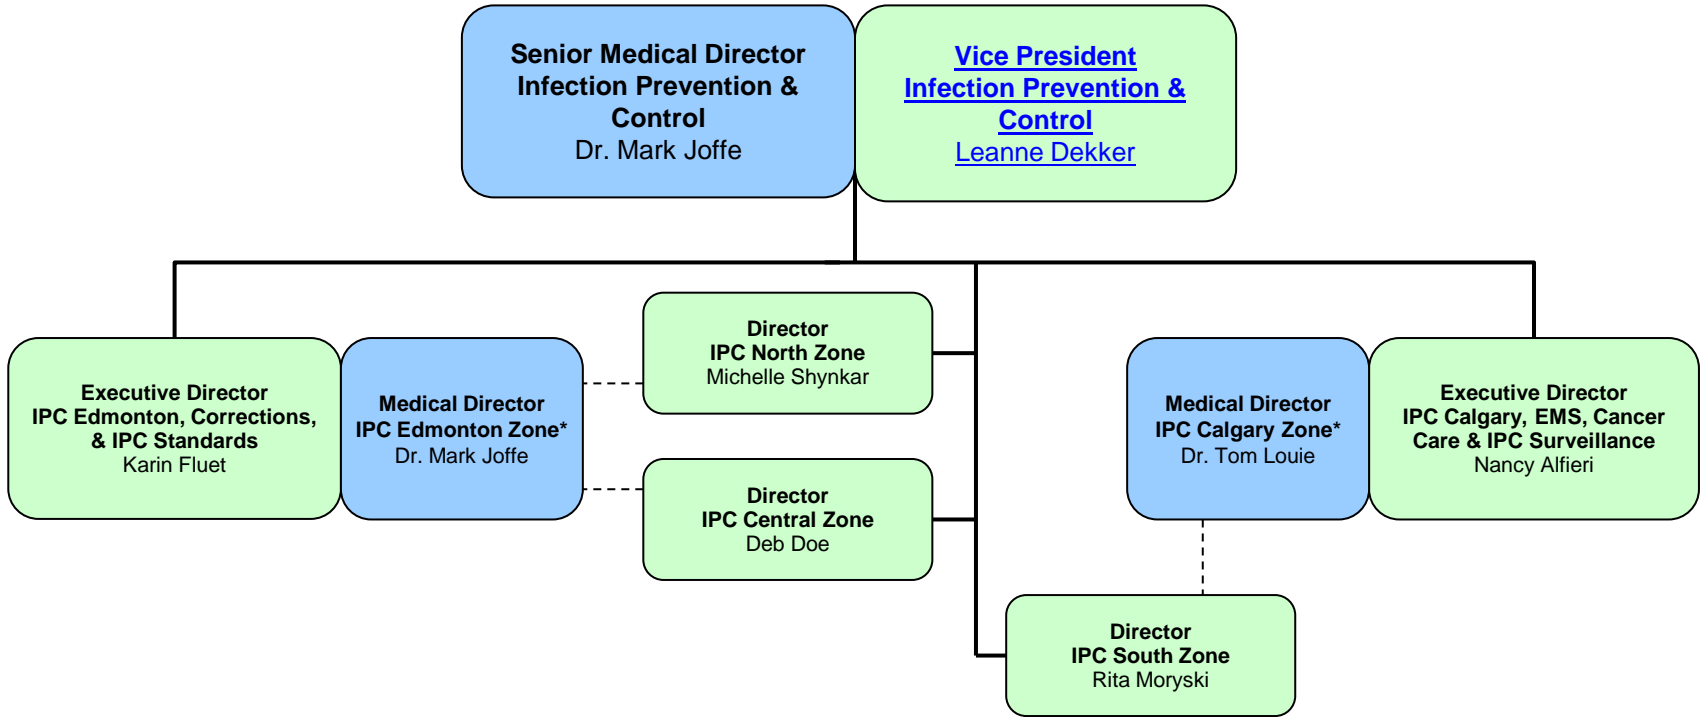 Senior Medical Director
Infection Prevention &
Control
Dr. Mark Joffe
Vice President
Infection Prevention &
Control
Leanne Dekker
Executive Director
IPC Edmonton, Corrections,
& IPC Standards
Karin Fluet
Medical Director
IPC Edmonton Zone*
Dr. Mark Joffe
Director
IPC North Zone
Michelle Shynkar
Director
IPC Central Zone
Deb Doe
Medical Director
IPC Calgary Zone*
Dr. Tom Louie
Executive Director
IPC Calgary, EMS, Cancer
Care & IPC Surveillance
Nancy Alfieri
Director
IPC South Zone
Rita Moryski